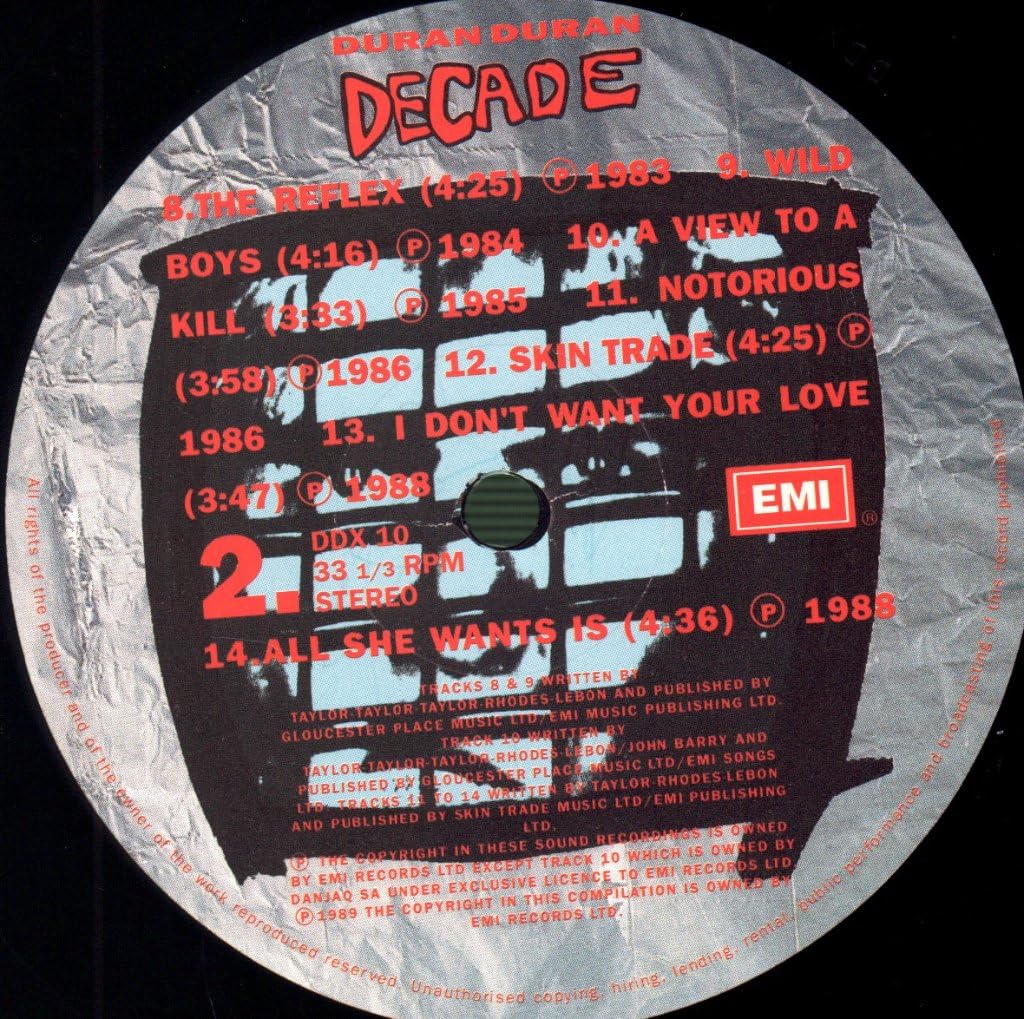 DURAN DURAN
DECADE
8.THE REFLEX (4:25) Ⓟ 1983 9. WILD
BOYS (4:16) Ⓟ 1984 10. A VIEW TO A
KILL (3:33) Ⓟ 1985 11. NOTORIOUS
(3:58) Ⓟ 1986 12. SKIN TRADE (4:25) Ⓟ
1986 13. I DON'T WANT YOUR LOVE
(3:47) Ⓟ 1988
EMI ®
2.
DDX 10
33 1/3 RPM
STEREO
14.ALL SHE WANTS IS (4:36) Ⓟ 1988
TRACKS 8 & 9 WRITTEN BY
TAYLOR-TAYLOR-TAYLOR-RHODES-LEBON AND PUBLISHED BY
GLOUCESTER PLACE MUSIC LTD/EMI MUSIC PUBLISHING LTD.
TRACK 10 WRITTEN BY
TAYLOR-TAYLOR-TAYLOR-RHODES-LEBON/JOHN BARRY AND
PUBLISHED BY GLOUCESTER PLACE MUSIC LTD/EMI SONGS
LTD. TRACKS 11 TO 14 WRITTEN BY TAYLOR-RHODES-LEBON
AND PUBLISHED BY SKIN TRADE MUSIC LTD/EMI PUBLISHING
LTD.
Ⓟ THE COPYRIGHT IN THESE SOUND RECORDINGS IS OWNED
BY EMI RECORDS LTD EXCEPT TRACK 10 WHICH IS OWNED BY
DANJAQ SA UNDER EXCLUSIVE LICENCE TO EMI RECORDS LTD
Ⓟ1989 THE COPYRIGHT IN THIS COMPILATION IS OWNED BY
EMI RECORDS LTD.
All rights of the producer and of the owner of the work reproduced reserved. Unauthorised copying, hiring, lending, rental, public performance and broadcasting of this record prohibited